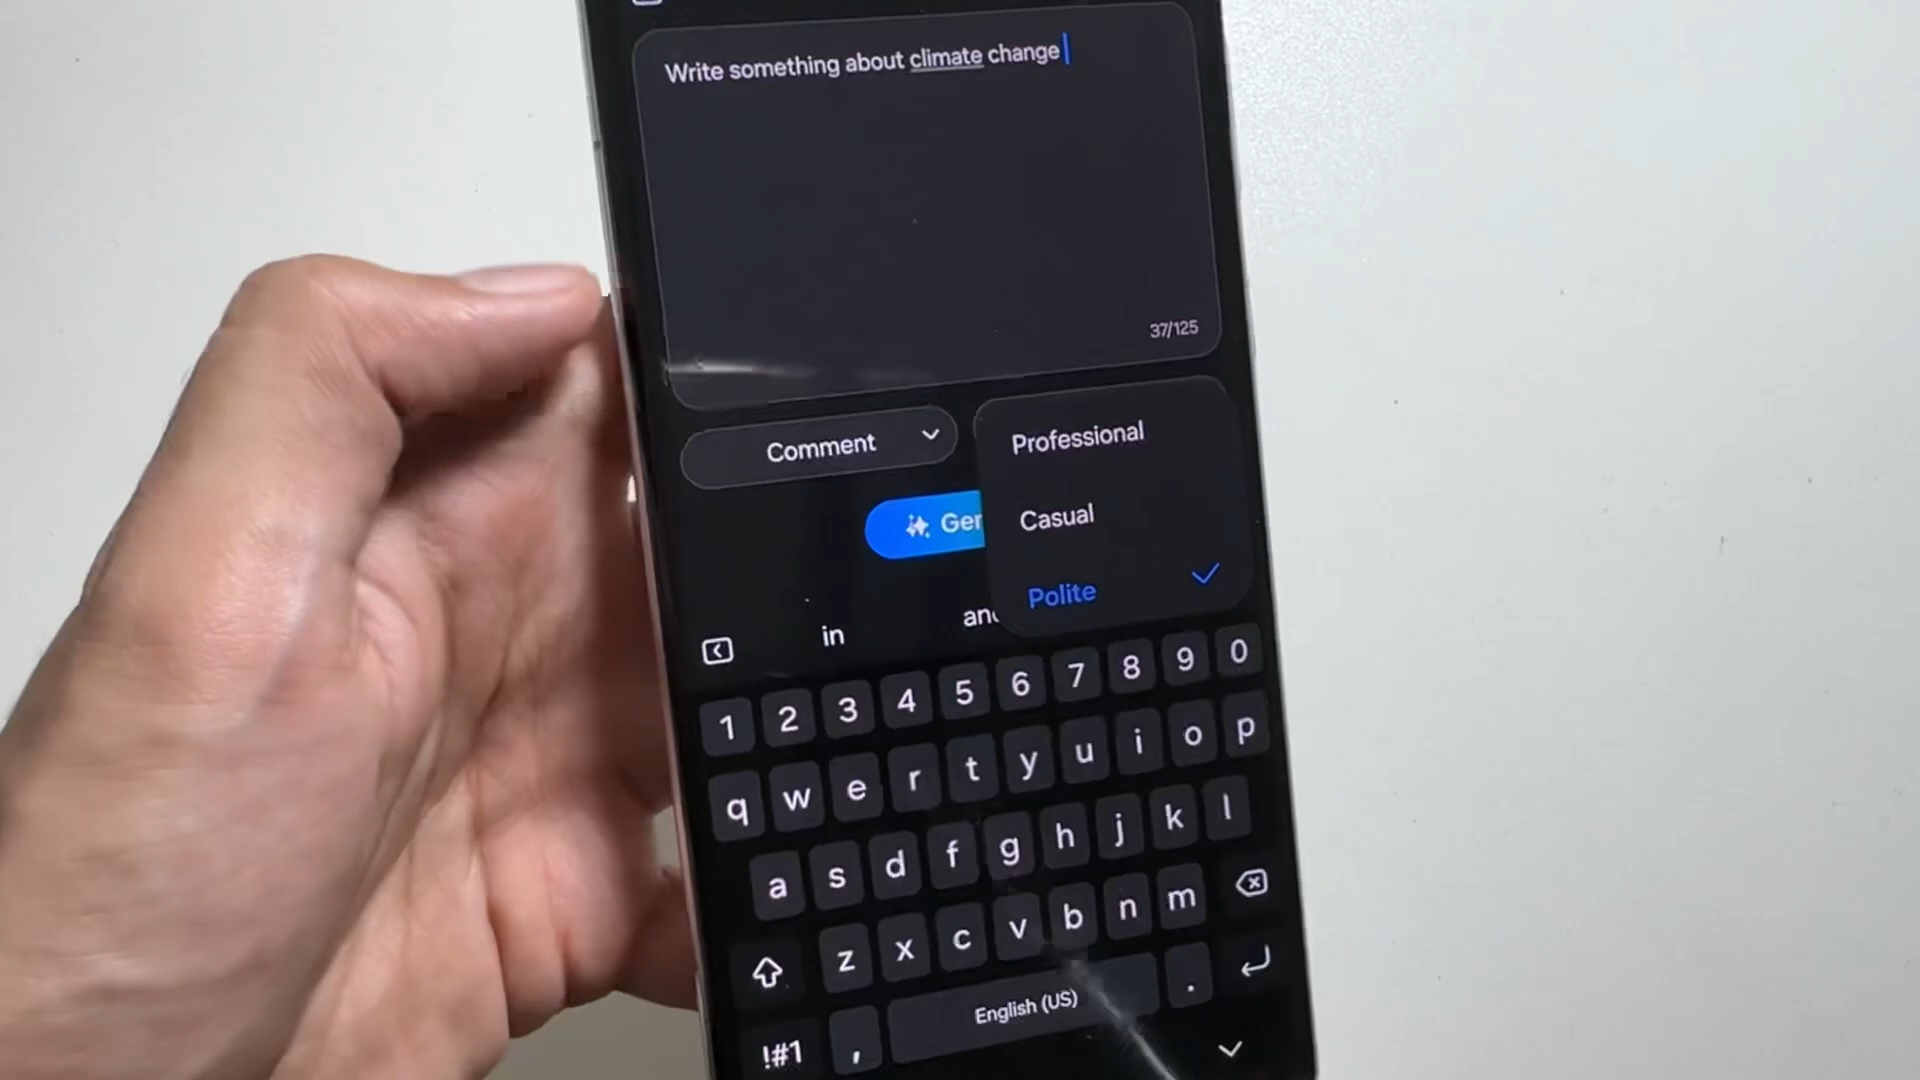 Write something about climate change
37/125
Comment
Professional
Casual
Polite
in
1 2 3 4 5 6 7 8 9 0
q w e r t y u i o p
a s d f g h j k l
z x c v b n m
!#1 , English (US) .